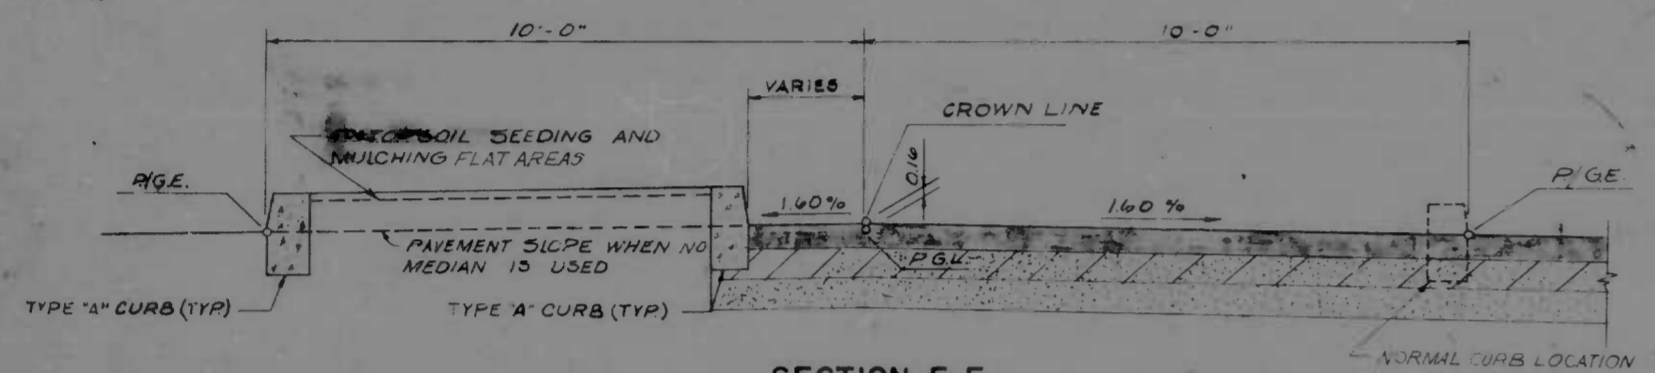 10'-0"
10-0"
VARIES
CROWN LINE
SOIL SEEDING AND
MULCHING FLAT AREAS
0.16
P/G.E.
P/G.E.
1.60%
1.60%
PAVEMENT SLOPE WHEN NO
MEDIAN IS USED
P.G.L.
TYPE "A" CURB (TYP.)
TYPE "A" CURB (TYP.)
NORMAL CURB LOCATION
SECTION E-E